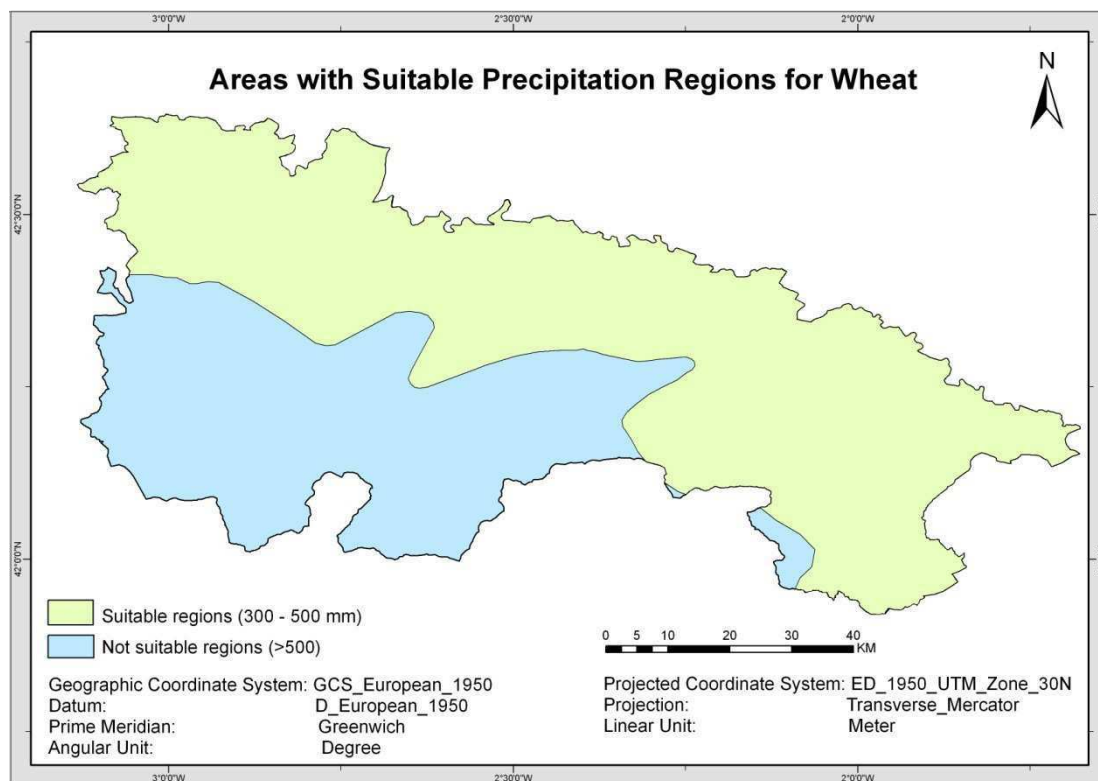 3°0'0"W 2°30'0"W 2°0'0"W
Areas with Suitable Precipitation Regions for Wheat
N
42°30'0"N
42°0'0"N
Suitable regions (300 - 500 mm)
Not suitable regions (>500)
0 5 10 20 30 40
KM
Geographic Coordinate System: GCS_European_1950
Datum: D_European_1950
Prime Meridian: Greenwich
Angular Unit: Degree
Projected Coordinate System: ED_1950_UTM_Zone_30N
Projection: Transverse_Mercator
Linear Unit: Meter
3°0'0"W 2°30'0"W 2°0'0"W